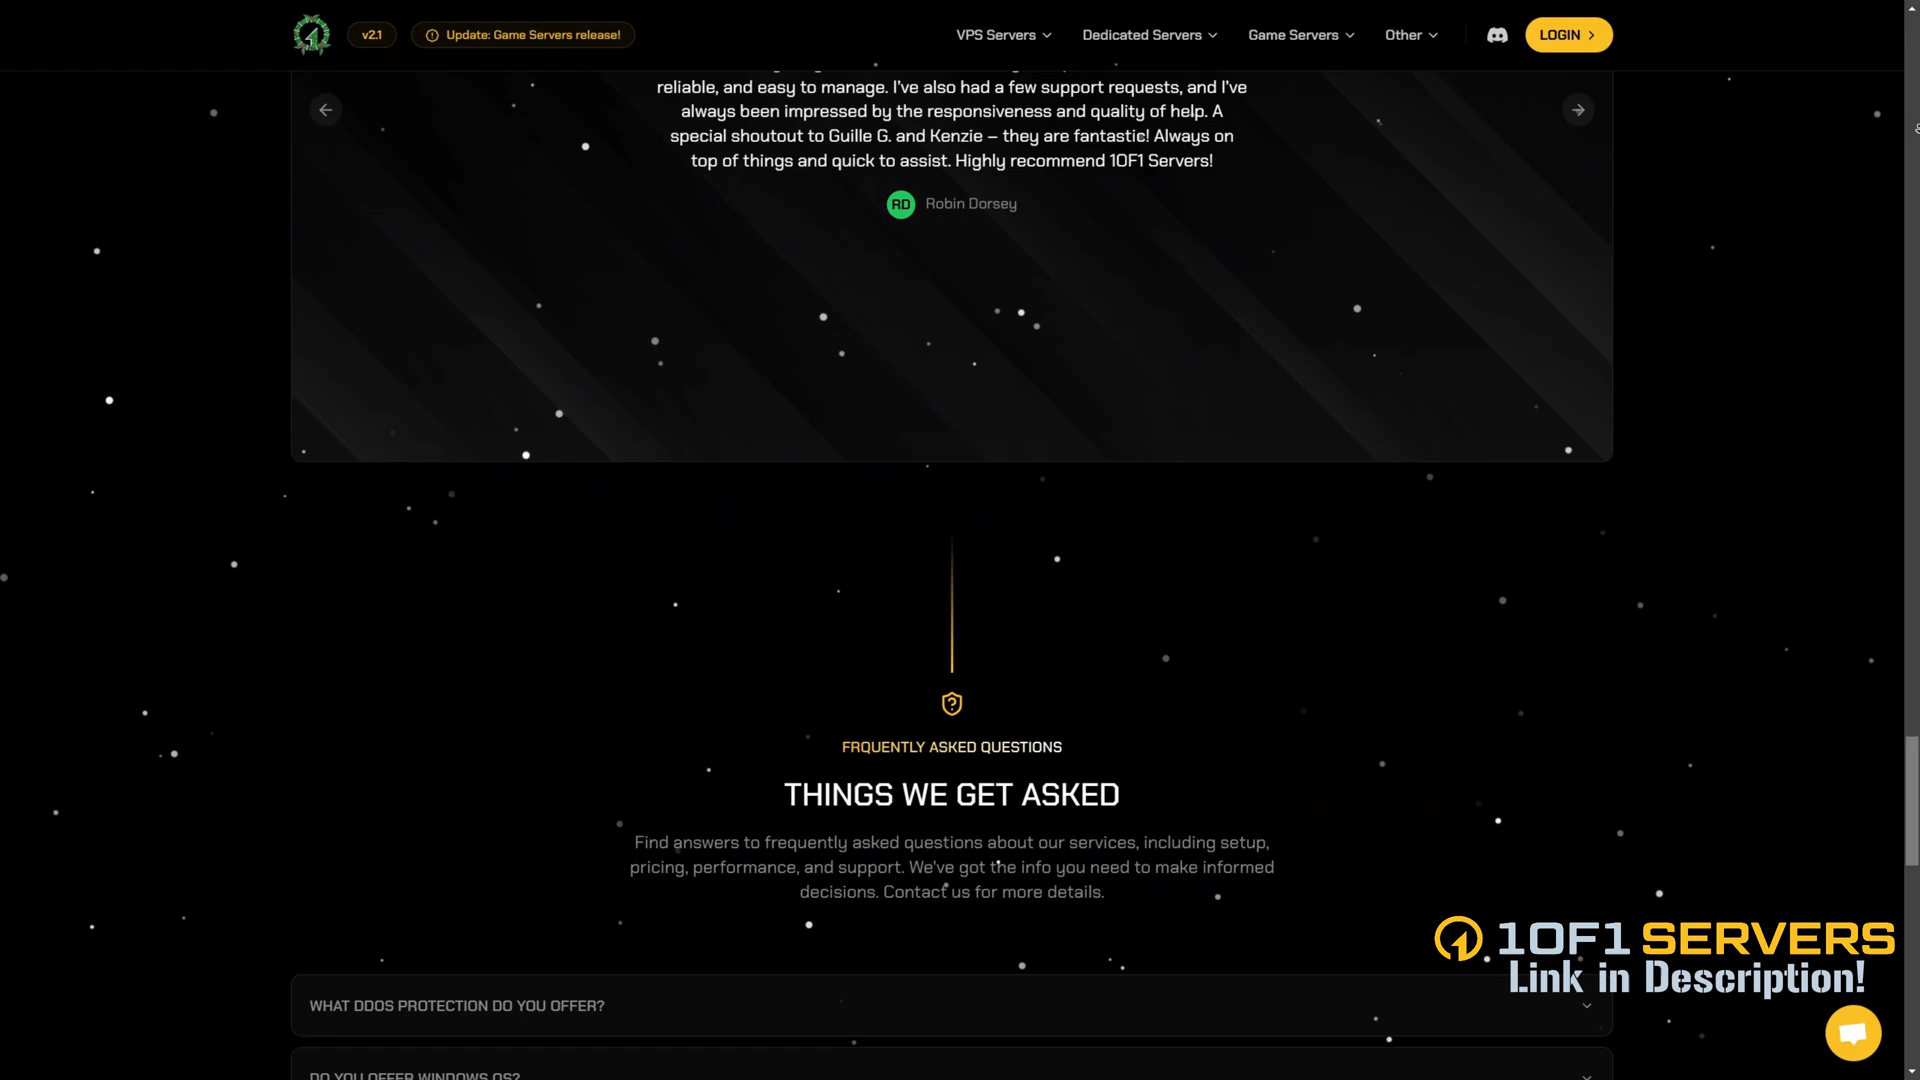 v2.1
Update: Game Servers release!
VPS Servers
Dedicated Servers
Game Servers
Other
LOGIN
reliable, and easy to manage. I've also had a few support requests, and I've
always been impressed by the responsiveness and quality of help. A
special shoutout to Guille G. and Kenzie – they are fantastic! Always on
top of things and quick to assist. Highly recommend 1OF1 Servers!
RD
Robin Dorsey
FRQUENTLY ASKED QUESTIONS
THINGS WE GET ASKED
Find answers to frequently asked questions about our services, including setup,
pricing, performance, and support. We've got the info you need to make informed
decisions. Contact us for more details.
1OF1 SERVERS
Link in Description!
WHAT DDOS PROTECTION DO YOU OFFER?
DO YOU OFFER WINDOWS OS?